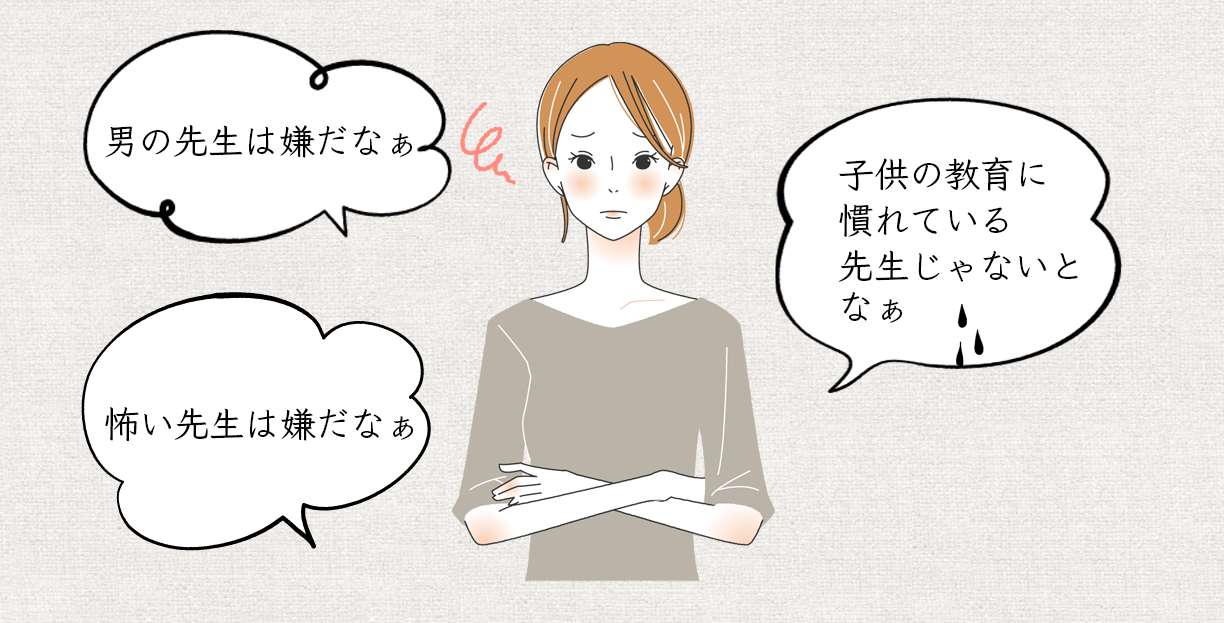 男の先生は嫌だなぁ
怖い先生は嫌だなぁ
子供の教育に
慣れている
先生じゃないと
なぁ